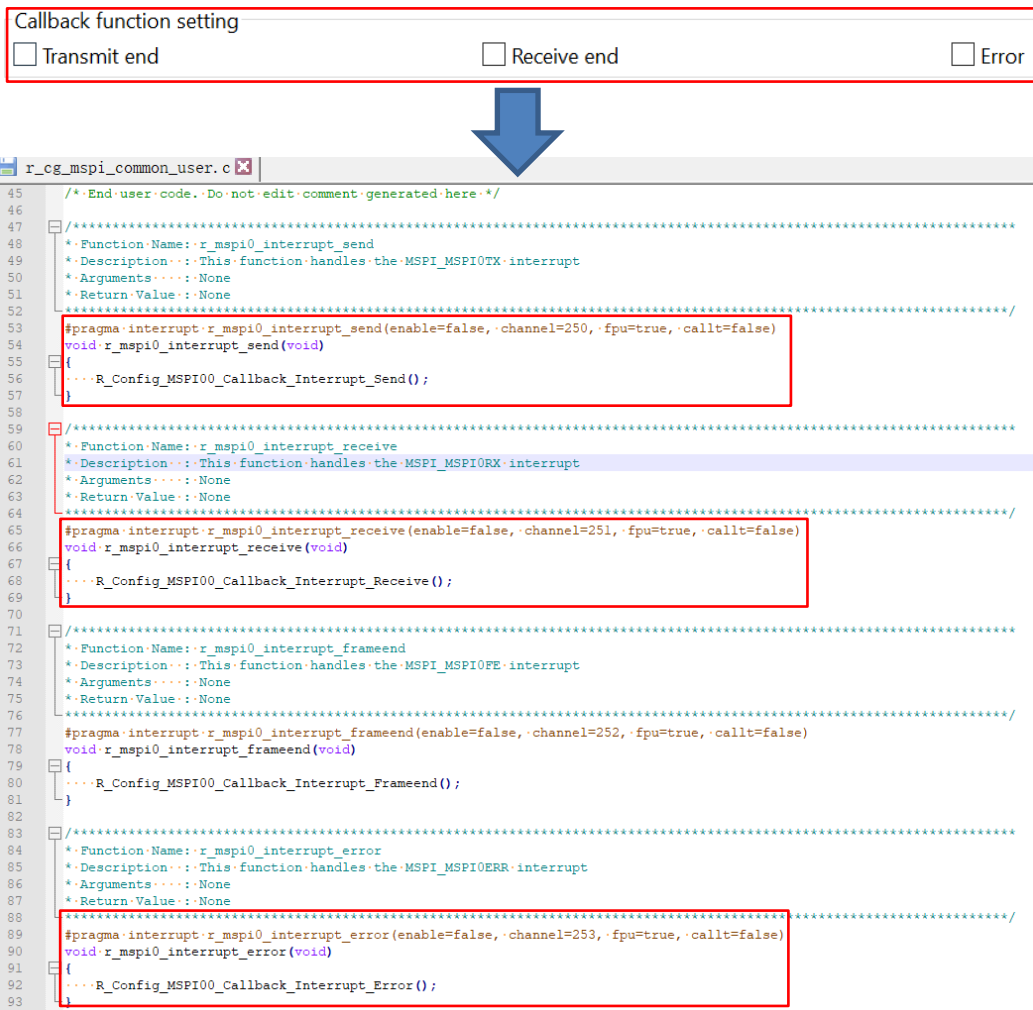 Callback function setting
Transmit end Receive end Error
r_cg_mspi_common_user.c
45 /* End user code. Do not edit comment generated here */
46
47 /*********************************************************************************************************************
48 * Function Name: r_mspi0_interrupt_send
49 * Description  : This function handles the MSPI_MSPI0TX interrupt
50 * Arguments    : None
51 * Return Value : None
52 *********************************************************************************************************************/
53 #pragma interrupt r_mspi0_interrupt_send(enable=false, channel=250, fpu=true, callt=false)
54 void r_mspi0_interrupt_send(void)
55 {
56     R_Config_MSPI00_Callback_Interrupt_Send();
57 }
58
59 /*********************************************************************************************************************
60 * Function Name: r_mspi0_interrupt_receive
61 * Description  : This function handles the MSPI_MSPI0RX interrupt
62 * Arguments    : None
63 * Return Value : None
64 *********************************************************************************************************************/
65 #pragma interrupt r_mspi0_interrupt_receive(enable=false, channel=251, fpu=true, callt=false)
66 void r_mspi0_interrupt_receive(void)
67 {
68     R_Config_MSPI00_Callback_Interrupt_Receive();
69 }
70
71 /*********************************************************************************************************************
72 * Function Name: r_mspi0_interrupt_frameend
73 * Description  : This function handles the MSPI_MSPI0FE interrupt
74 * Arguments    : None
75 * Return Value : None
76 *********************************************************************************************************************/
77 #pragma interrupt r_mspi0_interrupt_frameend(enable=false, channel=252, fpu=true, callt=false)
78 void r_mspi0_interrupt_frameend(void)
79 {
80     R_Config_MSPI00_Callback_Interrupt_Frameend();
81 }
82
83 /*********************************************************************************************************************
84 * Function Name: r_mspi0_interrupt_error
85 * Description  : This function handles the MSPI_MSPI0ERR interrupt
86 * Arguments    : None
87 * Return Value : None
88 *********************************************************************************************************************/
89 #pragma interrupt r_mspi0_interrupt_error(enable=false, channel=253, fpu=true, callt=false)
90 void r_mspi0_interrupt_error(void)
91 {
92     R_Config_MSPI00_Callback_Interrupt_Error();
93 }